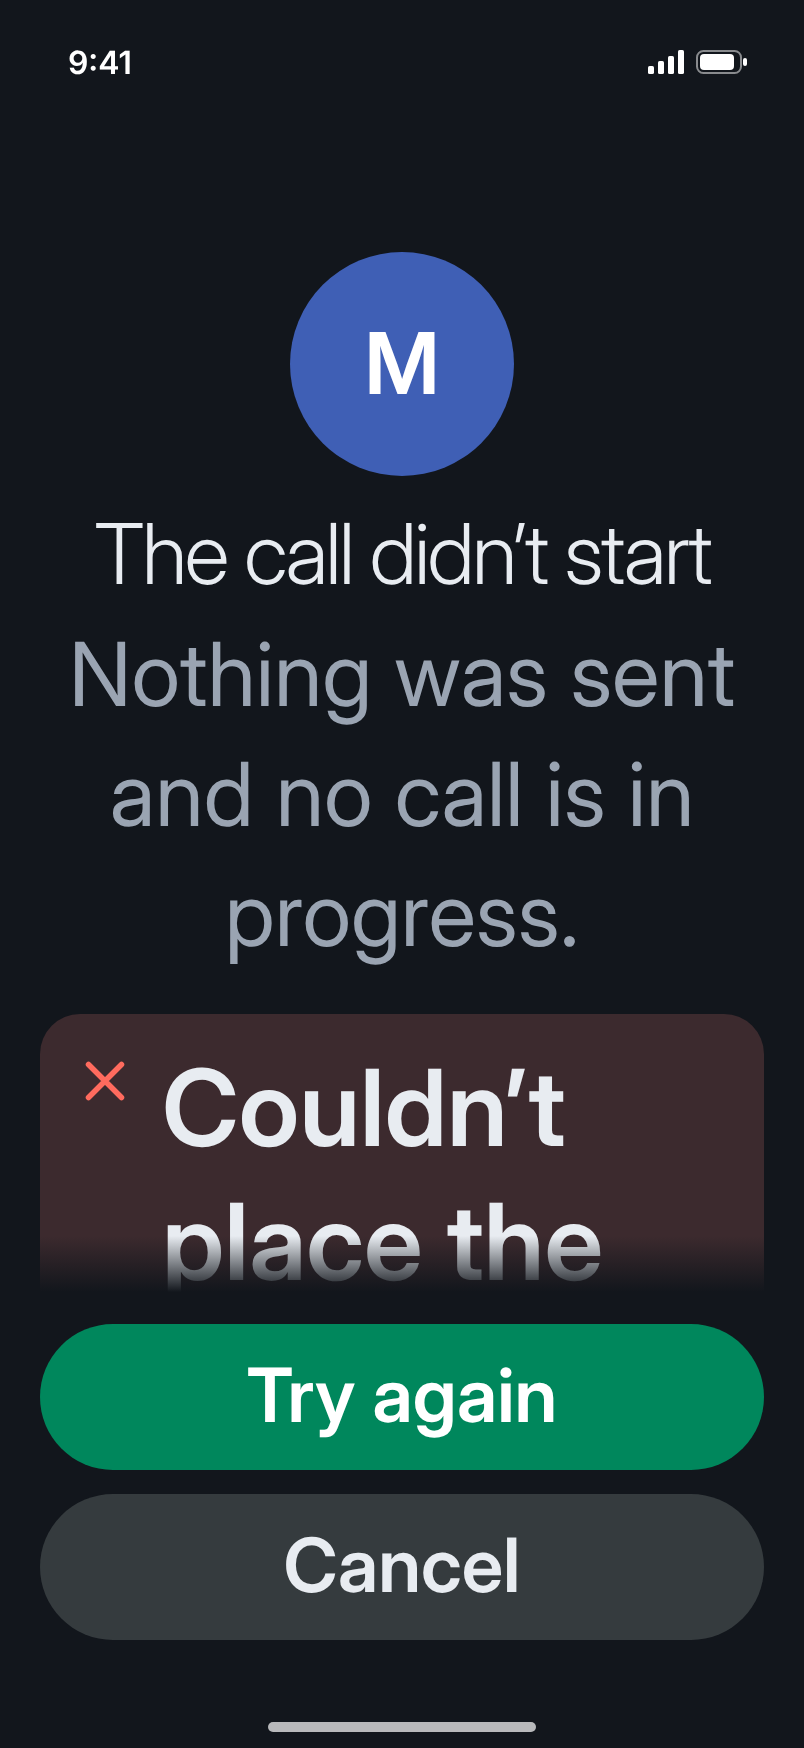 9:41
M
The call didn’t start
Nothing was sent
and no call is in
progress.
Couldn’t
place the
Try again
Cancel